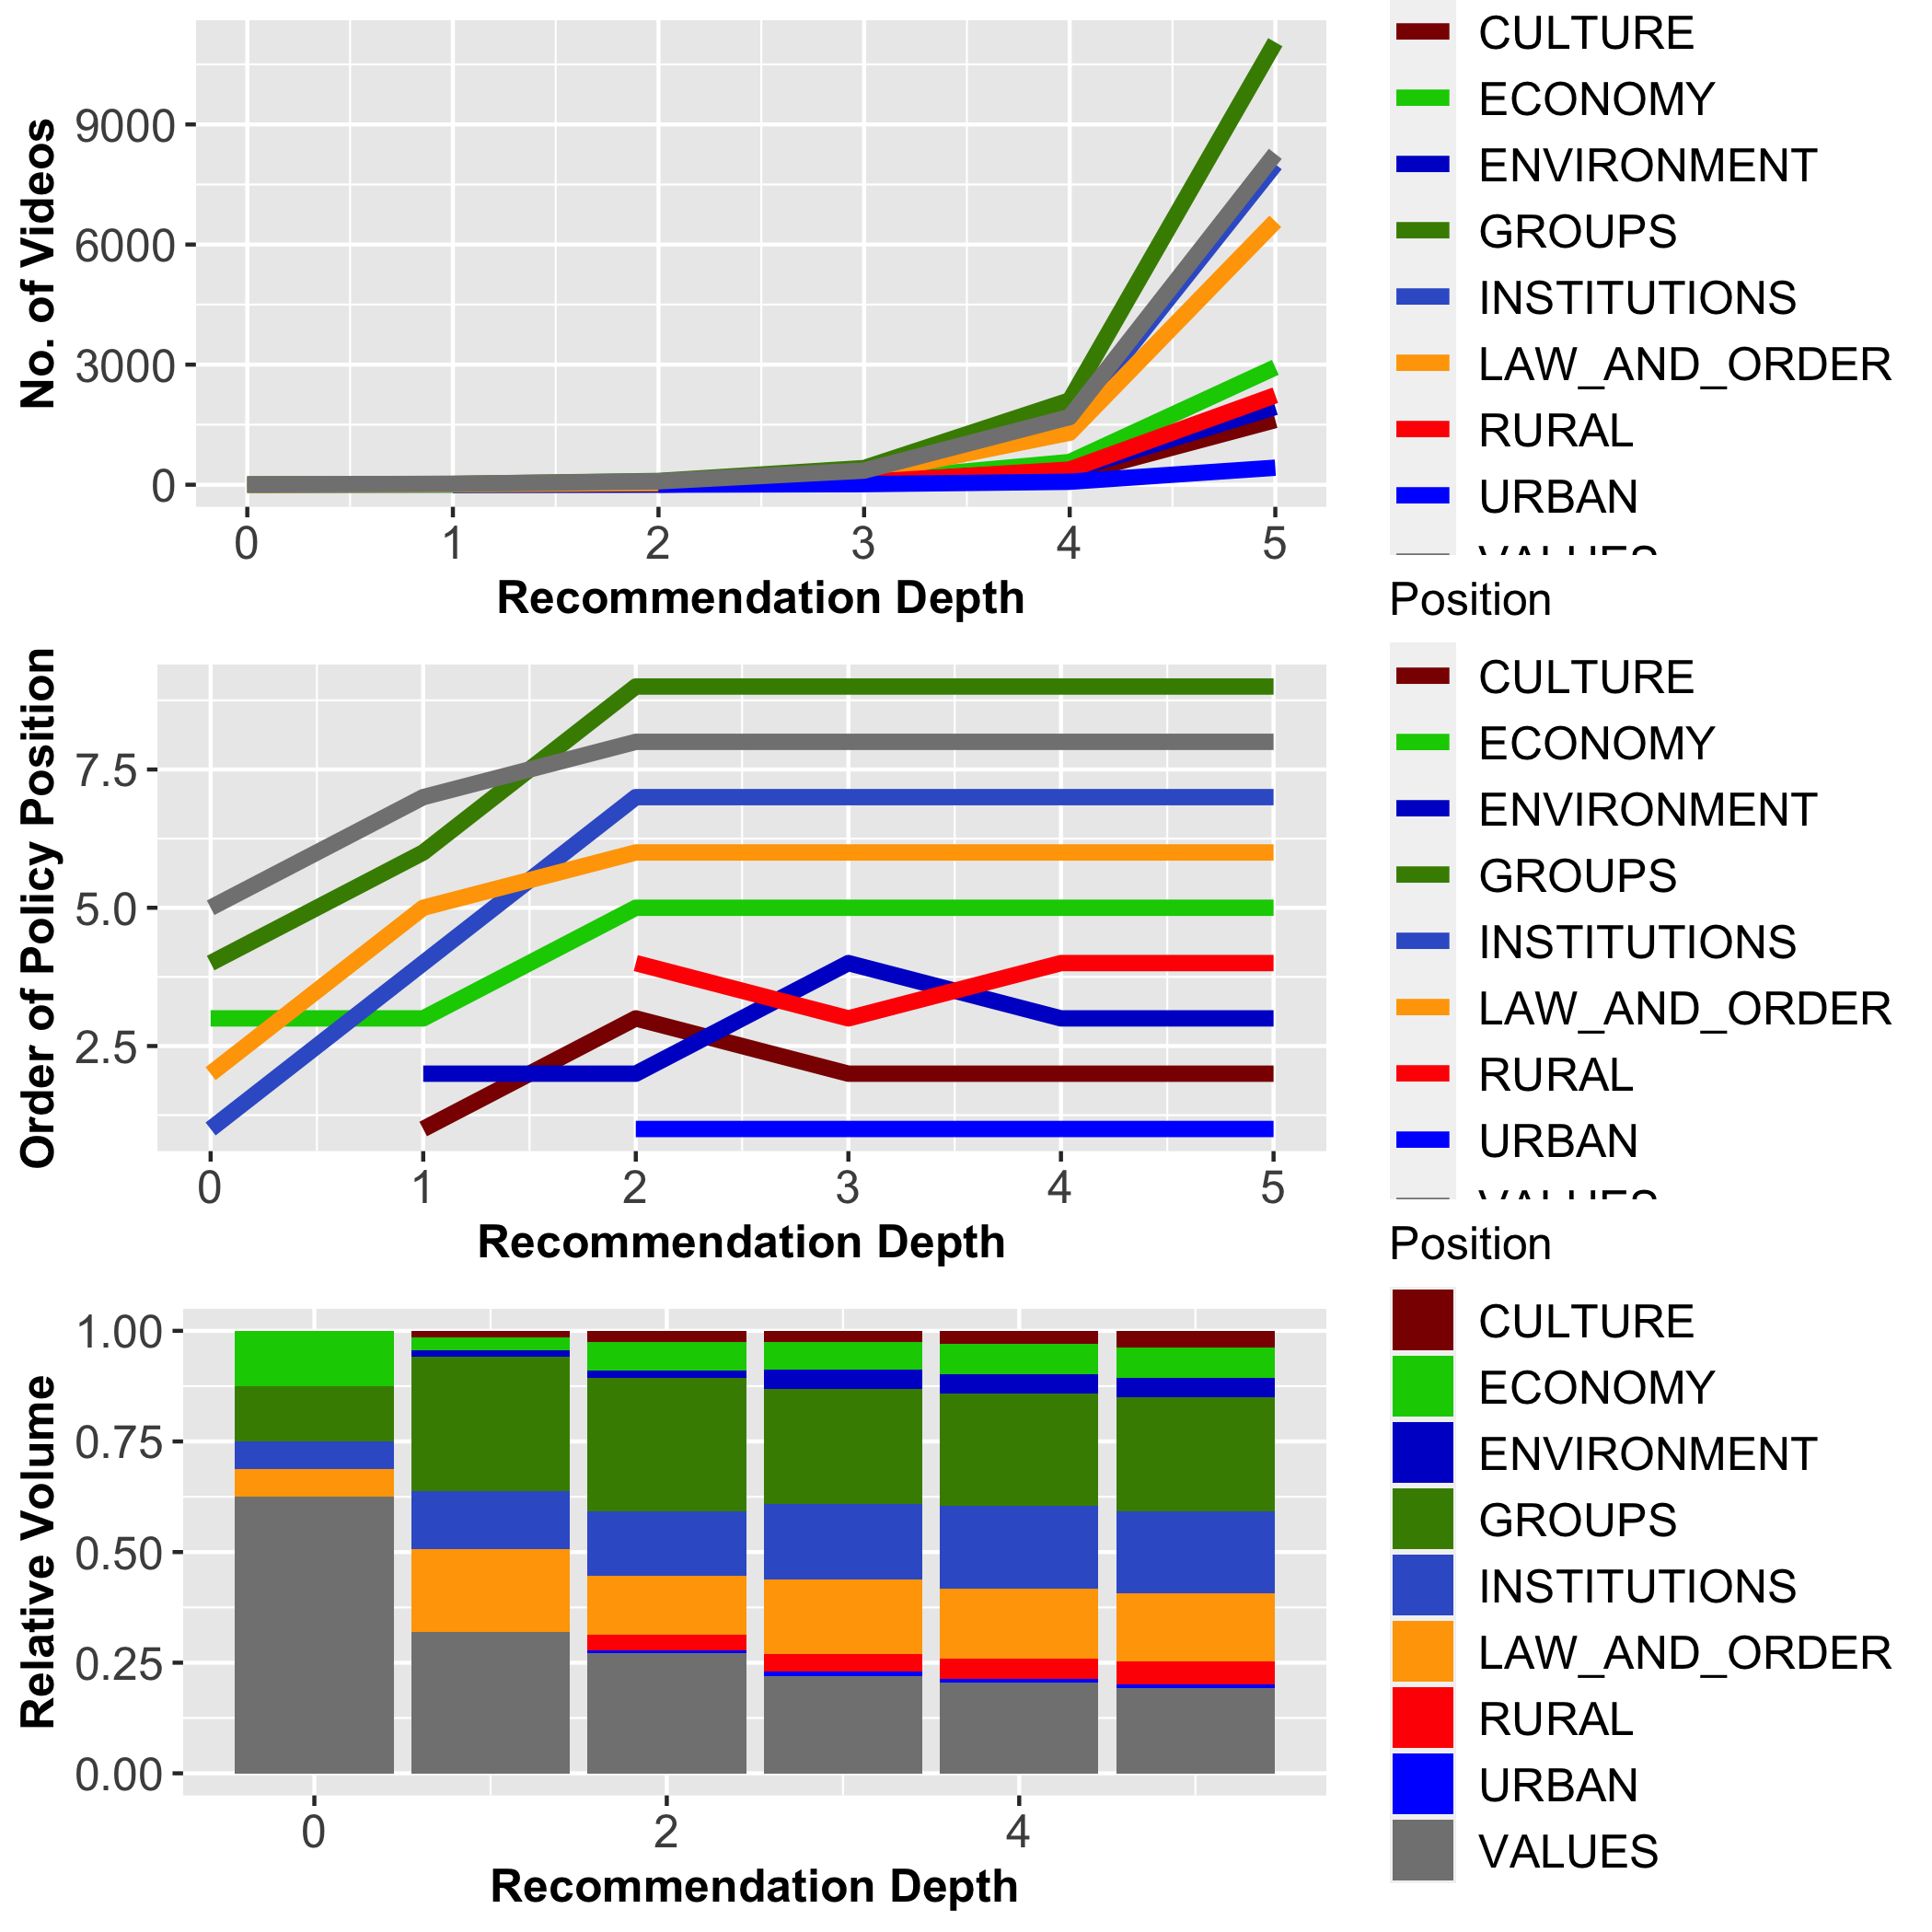 No. of Videos
9000
6000
3000
0
0 1 2 3 4 5
Recommendation Depth
CULTURE
ECONOMY
ENVIRONMENT
GROUPS
INSTITUTIONS
LAW_AND_ORDER
RURAL
URBAN
VALUES
Order of Policy Position
7.5
5.0
2.5
0 1 2 3 4 5
Recommendation Depth
Position
CULTURE
ECONOMY
ENVIRONMENT
GROUPS
INSTITUTIONS
LAW_AND_ORDER
RURAL
URBAN
VALUES
Relative Volume
1.00
0.75
0.50
0.25
0.00
0 2 4
Recommendation Depth
Position
CULTURE
ECONOMY
ENVIRONMENT
GROUPS
INSTITUTIONS
LAW_AND_ORDER
RURAL
URBAN
VALUES